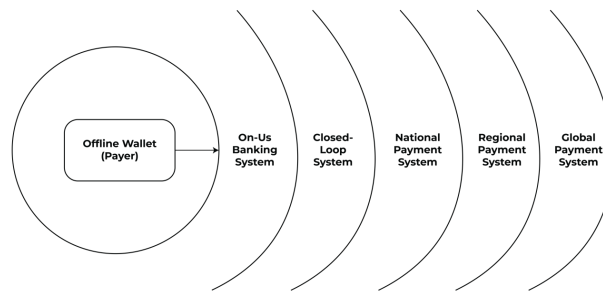 Offline Wallet
(Payer)
On-Us
Banking
System
Closed-
Loop
System
National
Payment
System
Regional
Payment
System
Global
Payment
System